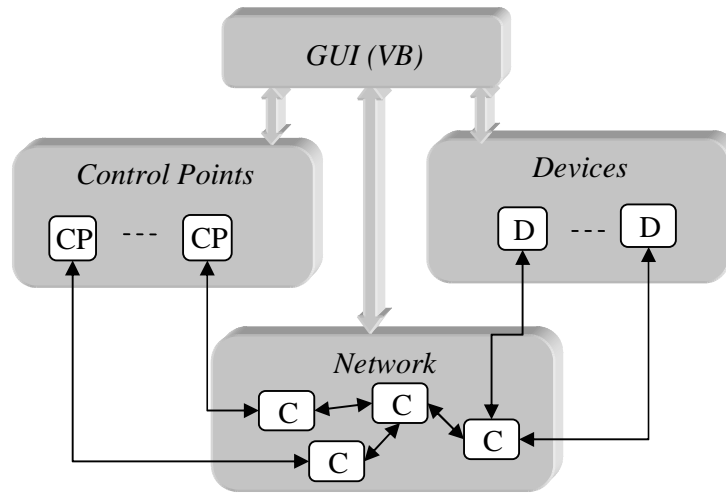 GUI (VB)
Control Points
CP --- CP
Devices
D --- D
Network
C
C
C
C